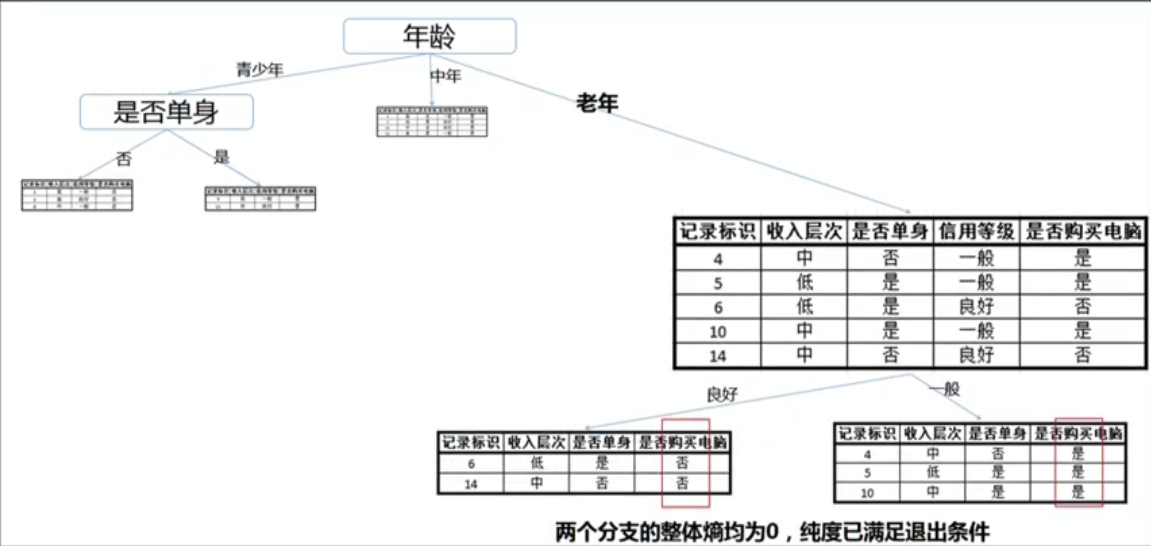 年龄
青少年
中年
老年
是否单身
否
是
记录标识 收入层次 是否单身 信用等级 是否购买电脑
4 中 否 一般 是
5 低 是 一般 是
6 低 是 良好 否
10 中 是 一般 是
14 中 否 良好 否
良好
一般
记录标识 收入层次 是否单身 是否购买电脑
6 低 是 否
14 中 否 否
记录标识 收入层次 是否单身 是否购买电脑
4 中 否 是
5 低 是 是
10 中 是 是
两个分支的整体熵均为0，纯度已满足退出条件